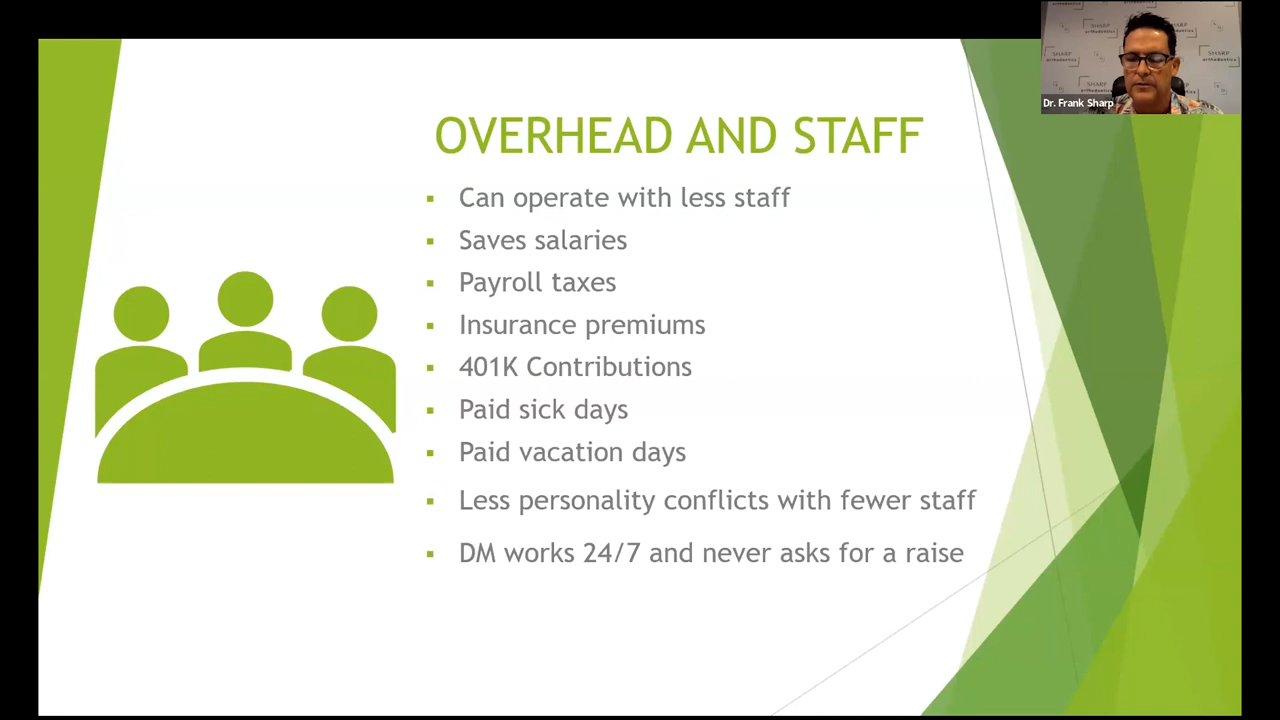 OVERHEAD AND STAFF
Can operate with less staff
Saves salaries
Payroll taxes
Insurance premiums
401K Contributions
Paid sick days
Paid vacation days
Less personality conflicts with fewer staff
DM works 24/7 and never asks for a raise
SHARP
orthodontics
Dr. Frank Sharp